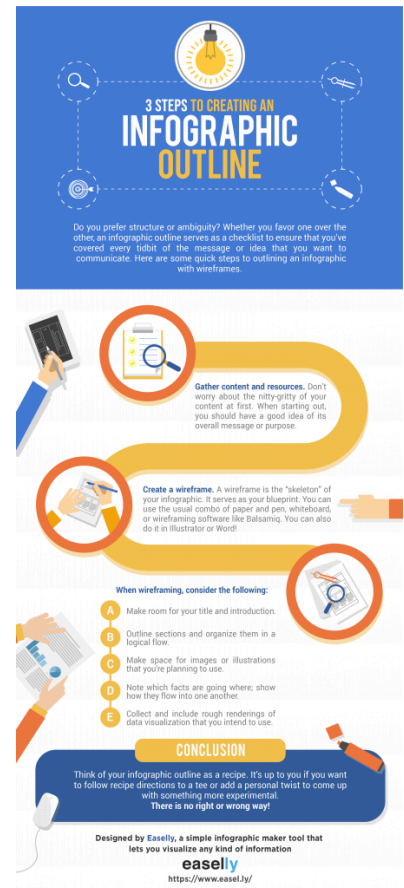 3 STEPS TO CREATING AN
INFOGRAPHIC
OUTLINE
Do you prefer structure or ambiguity? Whether you favor one over the
other, an infographic outline serves as a checklist to ensure that you've
covered every tidbit of the message or idea that you want to
communicate. Here are some quick steps to outlining an infographic
with wireframes.
Gather content and resources. Don't
worry about the nitty-gritty of your
content at first. When starting out,
you should have a good idea of its
overall message or purpose.
Create a wireframe. A wireframe is the "skeleton" of
your infographic. It serves as your blueprint. You can
use the usual combo of paper and pen, whiteboard,
or wireframing software like Balsamiq. You can also
do it in Illustrator or Word!
When wireframing, consider the following:
A Make room for your title and introduction.
B Outline sections and organize them in a
logical flow.
C Make space for images or illustrations
that you're planning to use.
D Note which facts are going where; show
how they flow into one another.
E Collect and include rough renderings of
data visualization that you intend to use.
CONCLUSION
Think of your infographic outline as a recipe. It's up to you if you want
to follow recipe directions to a tee or add a personal twist to come up
with something more experimental.
There is no right or wrong way!
Designed by Easelly, a simple infographic maker tool that
lets you visualize any kind of information
easelly
https://www.easel.ly/